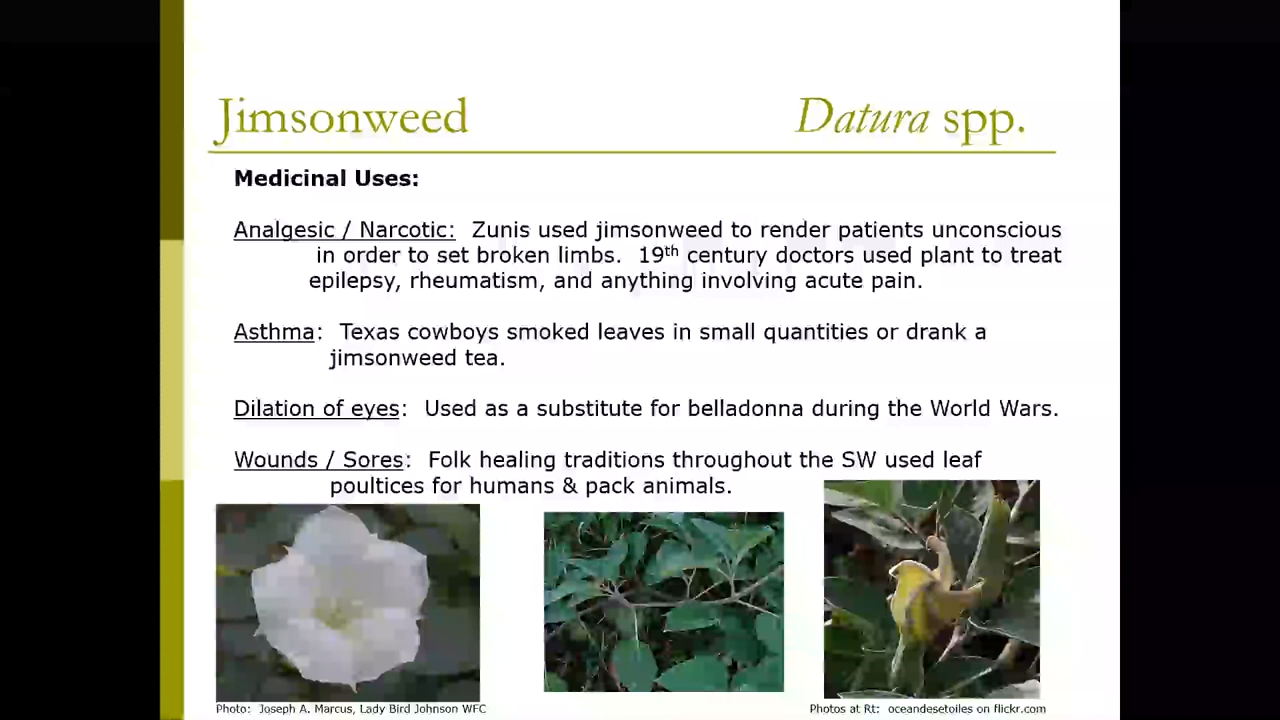 Jimsonweed Datura spp.
Medicinal Uses:
Analgesic / Narcotic: Zunis used jimsonweed to render patients unconscious
in order to set broken limbs. 19th century doctors used plant to treat
epilepsy, rheumatism, and anything involving acute pain.
Asthma: Texas cowboys smoked leaves in small quantities or drank a
jimsonweed tea.
Dilation of eyes: Used as a substitute for belladonna during the World Wars.
Wounds / Sores: Folk healing traditions throughout the SW used leaf
poultices for humans & pack animals.
Photo: Joseph A. Marcus, Lady Bird Johnson WFC
Photos at Rt: oceandesetoiles on flickr.com